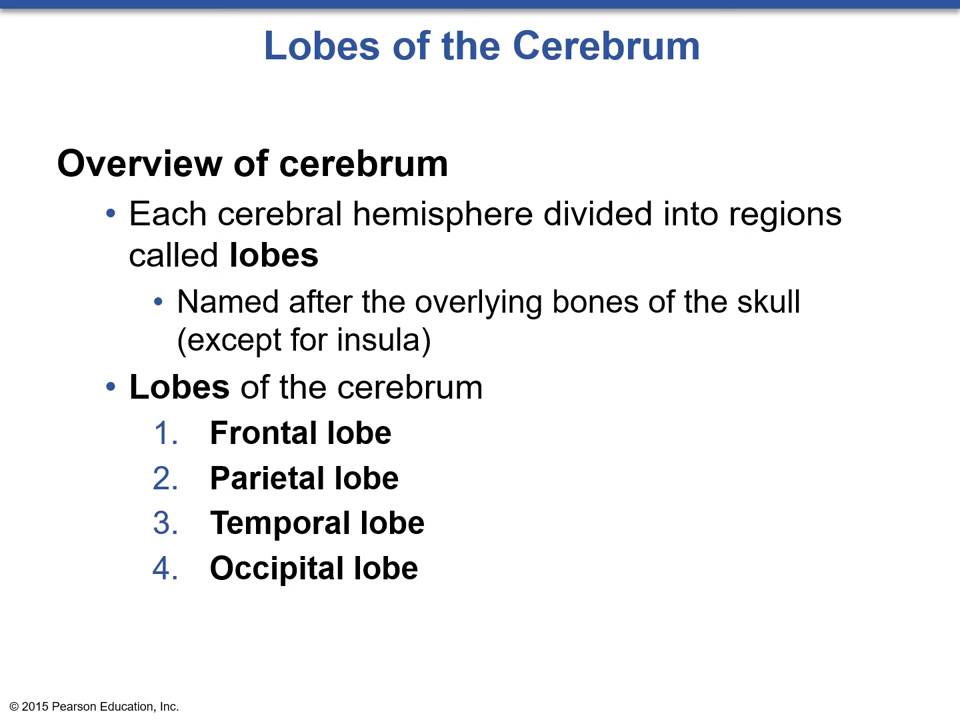 Lobes of the Cerebrum
Overview of cerebrum
• Each cerebral hemisphere divided into regions
called lobes
• Named after the overlying bones of the skull
(except for insula)
• Lobes of the cerebrum
1. Frontal lobe
2. Parietal lobe
3. Temporal lobe
4. Occipital lobe
© 2015 Pearson Education, Inc.